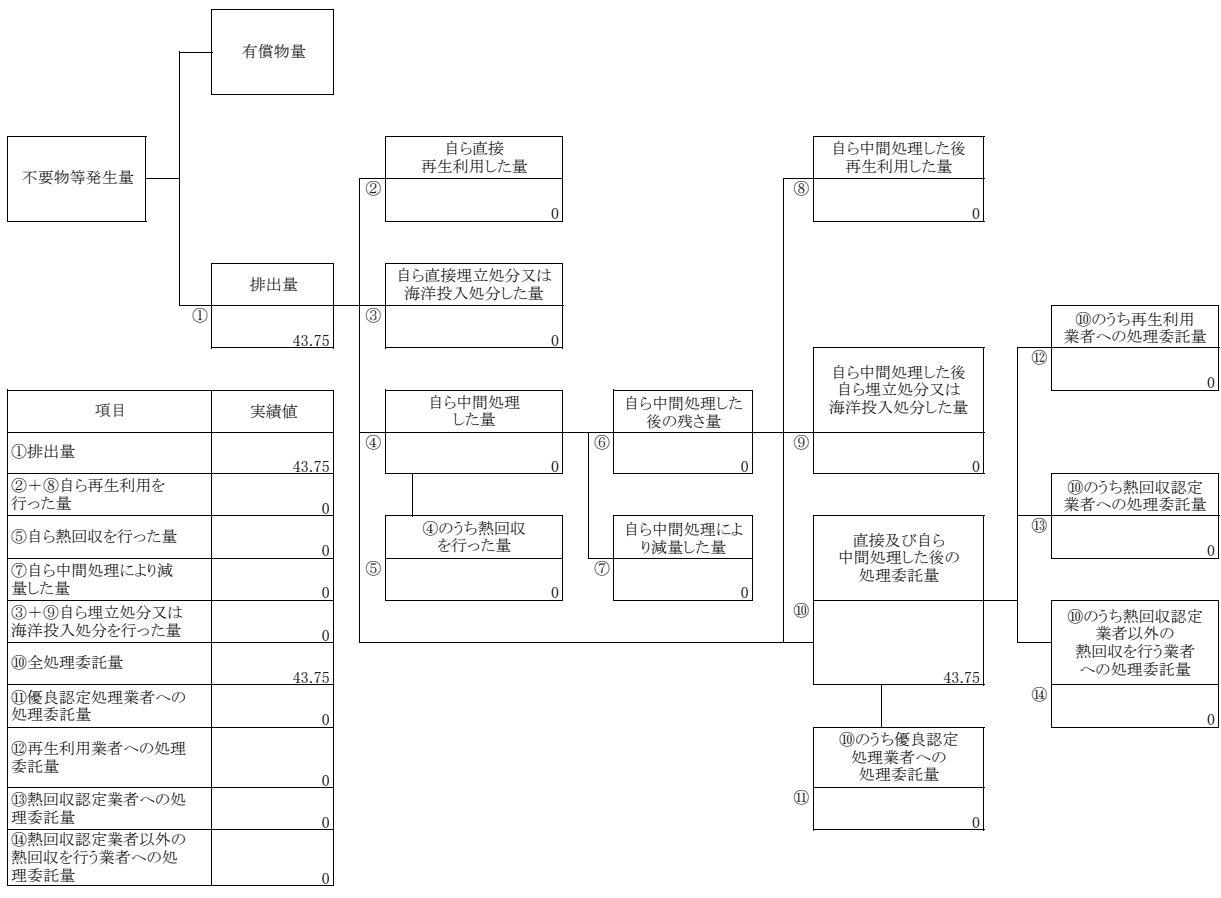 有償物量
不要物等発生量
排出量
①
43.75
自ら直接
再生利用した量
②
0
自ら直接埋立処分又は
海洋投入処分した量
③
0
自ら中間処理
した量
④
0
④のうち熱回収
を行った量
⑤
0
自ら中間処理した
後の残さ量
⑥
0
自ら中間処理によ
り減量した量
⑦
0
自ら中間処理した後
再生利用した量
⑧
0
自ら中間処理した後
自ら埋立処分又は
海洋投入処分した量
⑨
0
直接及び自ら
中間処理した後の
処理委託量
⑩
43.75
⑩のうち優良認定
処理業者への
処理委託量
⑪
0
⑩のうち再生利用
業者への処理委託量
⑫
0
⑩のうち熱回収認定
業者への処理委託量
⑬
0
⑩のうち熱回収認定
業者以外の
熱回収を行う業者
への処理委託量
⑭
0
項目 実績値
①排出量
43.75
②＋⑧自ら再生利用を
行った量
0
⑤自ら熱回収を行った量
0
⑦自ら中間処理により減
量した量
0
③＋⑨自ら埋立処分又は
海洋投入処分を行った量
0
⑩全処理委託量
43.75
⑪優良認定処理業者への
処理委託量
0
⑫再生利用業者への処理
委託量
0
⑬熱回収認定業者への処
理委託量
0
⑭熱回収認定業者以外の
熱回収を行う業者への処
理委託量
0